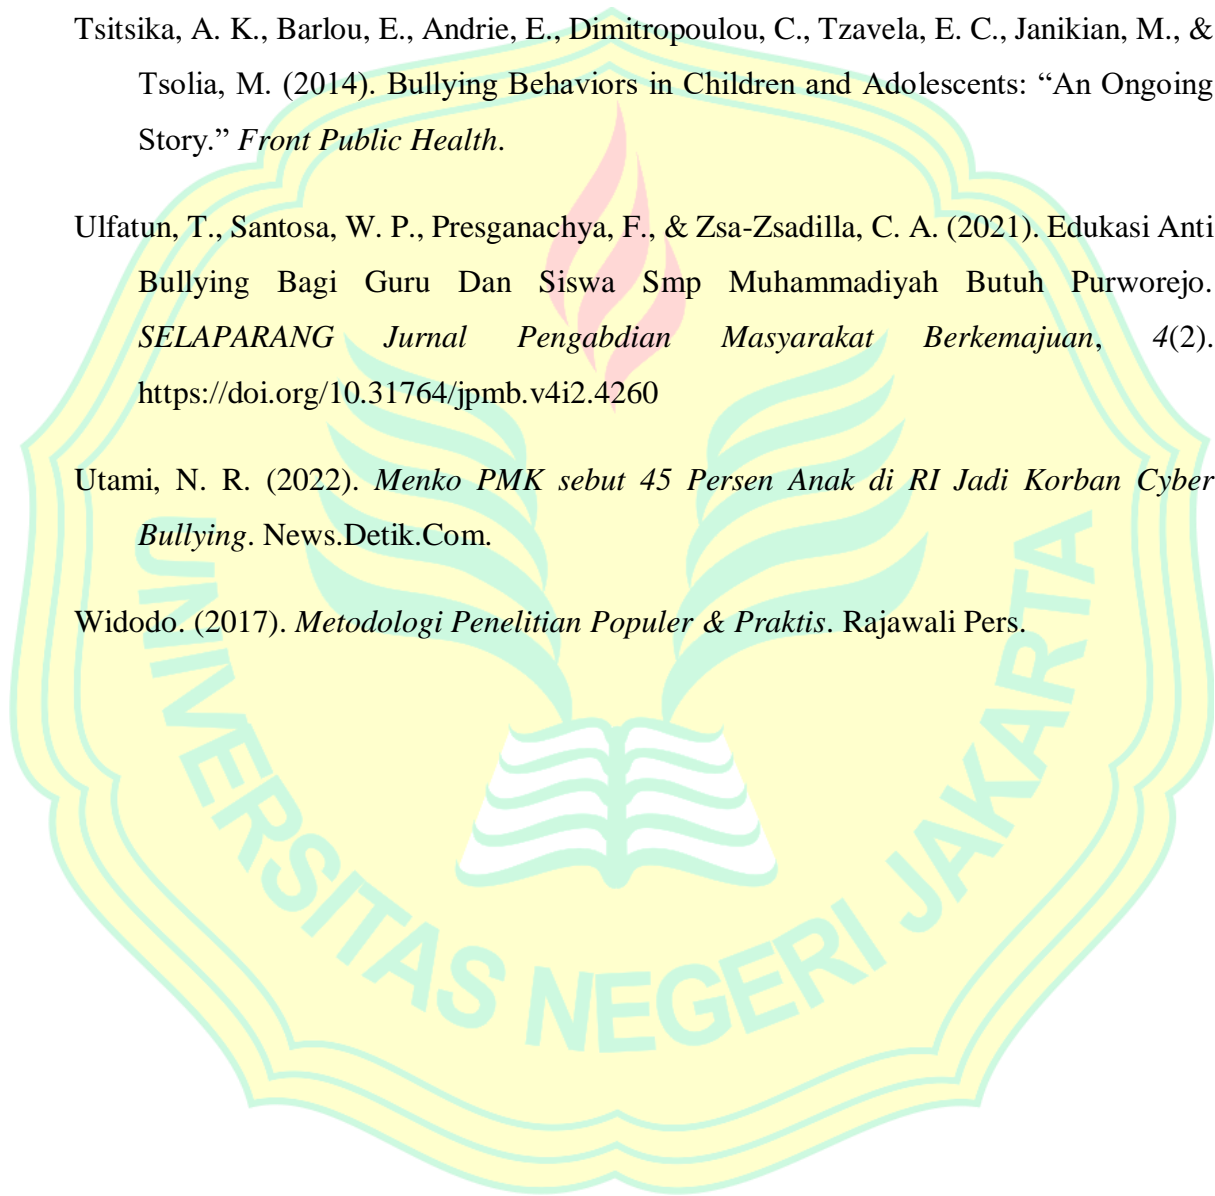 Tsitsika, A. K., Barlou, E., Andrie, E., Dimitropoulou, C., Tzavela, E. C., Janikian, M., &
Tsolia, M. (2014). Bullying Behaviors in Children and Adolescents: “An Ongoing
Story.” Front Public Health.
Ulfatun, T., Santosa, W. P., Presganachya, F., & Zsa-Zsadilla, C. A. (2021). Edukasi Anti
Bullying Bagi Guru Dan Siswa Smp Muhammadiyah Butuh Purworejo.
SELAPARANG Jurnal Pengabdian Masyarakat Berkemajuan, 4(2).
https://doi.org/10.31764/jpmb.v4i2.4260
Utami, N. R. (2022). Menko PMK sebut 45 Persen Anak di RI Jadi Korban Cyber
Bullying. News.Detik.Com.
Widodo. (2017). Metodologi Penelitian Populer & Praktis. Rajawali Pers.
UNIVERSITAS NEGERI JAKARTA